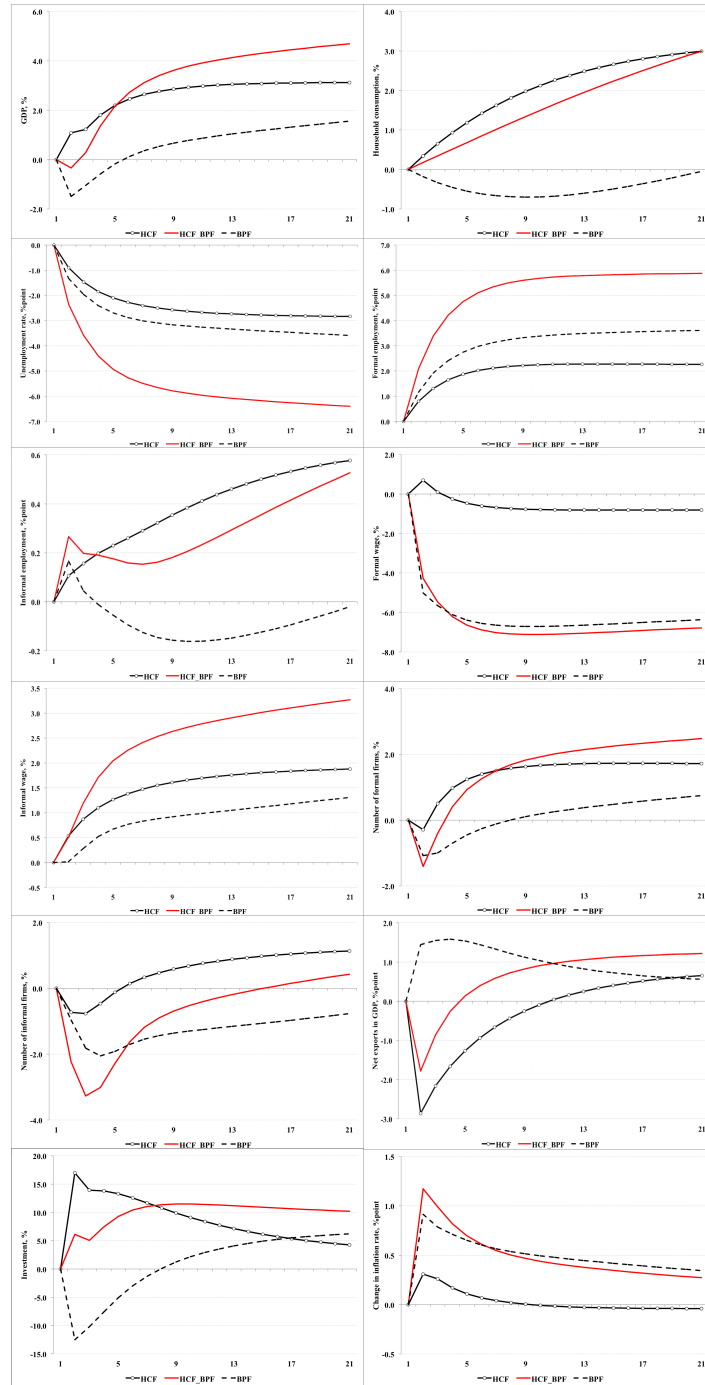 GDP, %
6.0
4.0
2.0
0.0
-2.0
1 5 9 13 17 21
HCF HCF_BPF BPF
Household consumption, %
4.0
3.0
2.0
1.0
0.0
-1.0
1 5 9 13 17 21
HCF HCF_BPF BPF
Unemployment rate, %point
0.0
-1.0
-2.0
-3.0
-4.0
-5.0
-6.0
-7.0
1 5 9 13 17 21
HCF HCF_BPF BPF
Formal employment, %point
7.0
6.0
5.0
4.0
3.0
2.0
1.0
0.0
1 5 9 13 17 21
HCF HCF_BPF BPF
Informal employment, %point
0.6
0.4
0.2
0.0
-0.2
1 5 9 13 17 21
HCF HCF_BPF BPF
Formal wage, %
2.0
0.0
-2.0
-4.0
-6.0
-8.0
1 5 9 13 17 21
HCF HCF_BPF BPF
Informal wage, %
3.5
3.0
2.5
2.0
1.5
1.0
0.5
0.0
-0.5
1 5 9 13 17 21
HCF HCF_BPF BPF
Number of formal firms, %
4.0
2.0
0.0
-2.0
1 5 9 13 17 21
HCF HCF_BPF BPF
Number of informal firms, %
2.0
0.0
-2.0
-4.0
1 5 9 13 17 21
HCF HCF_BPF BPF
Net exports in GDP, %point
2.0
1.0
0.0
-1.0
-2.0
-3.0
1 5 9 13 17 21
HCF HCF_BPF BPF
Investment, %
20.0
15.0
10.0
5.0
0.0
-5.0
-10.0
-15.0
1 5 9 13 17 21
HCF HCF_BPF BPF
Change in inflation rate, %point
1.5
1.0
0.5
0.0
-0.5
1 5 9 13 17 21
HCF HCF_BPF BPF